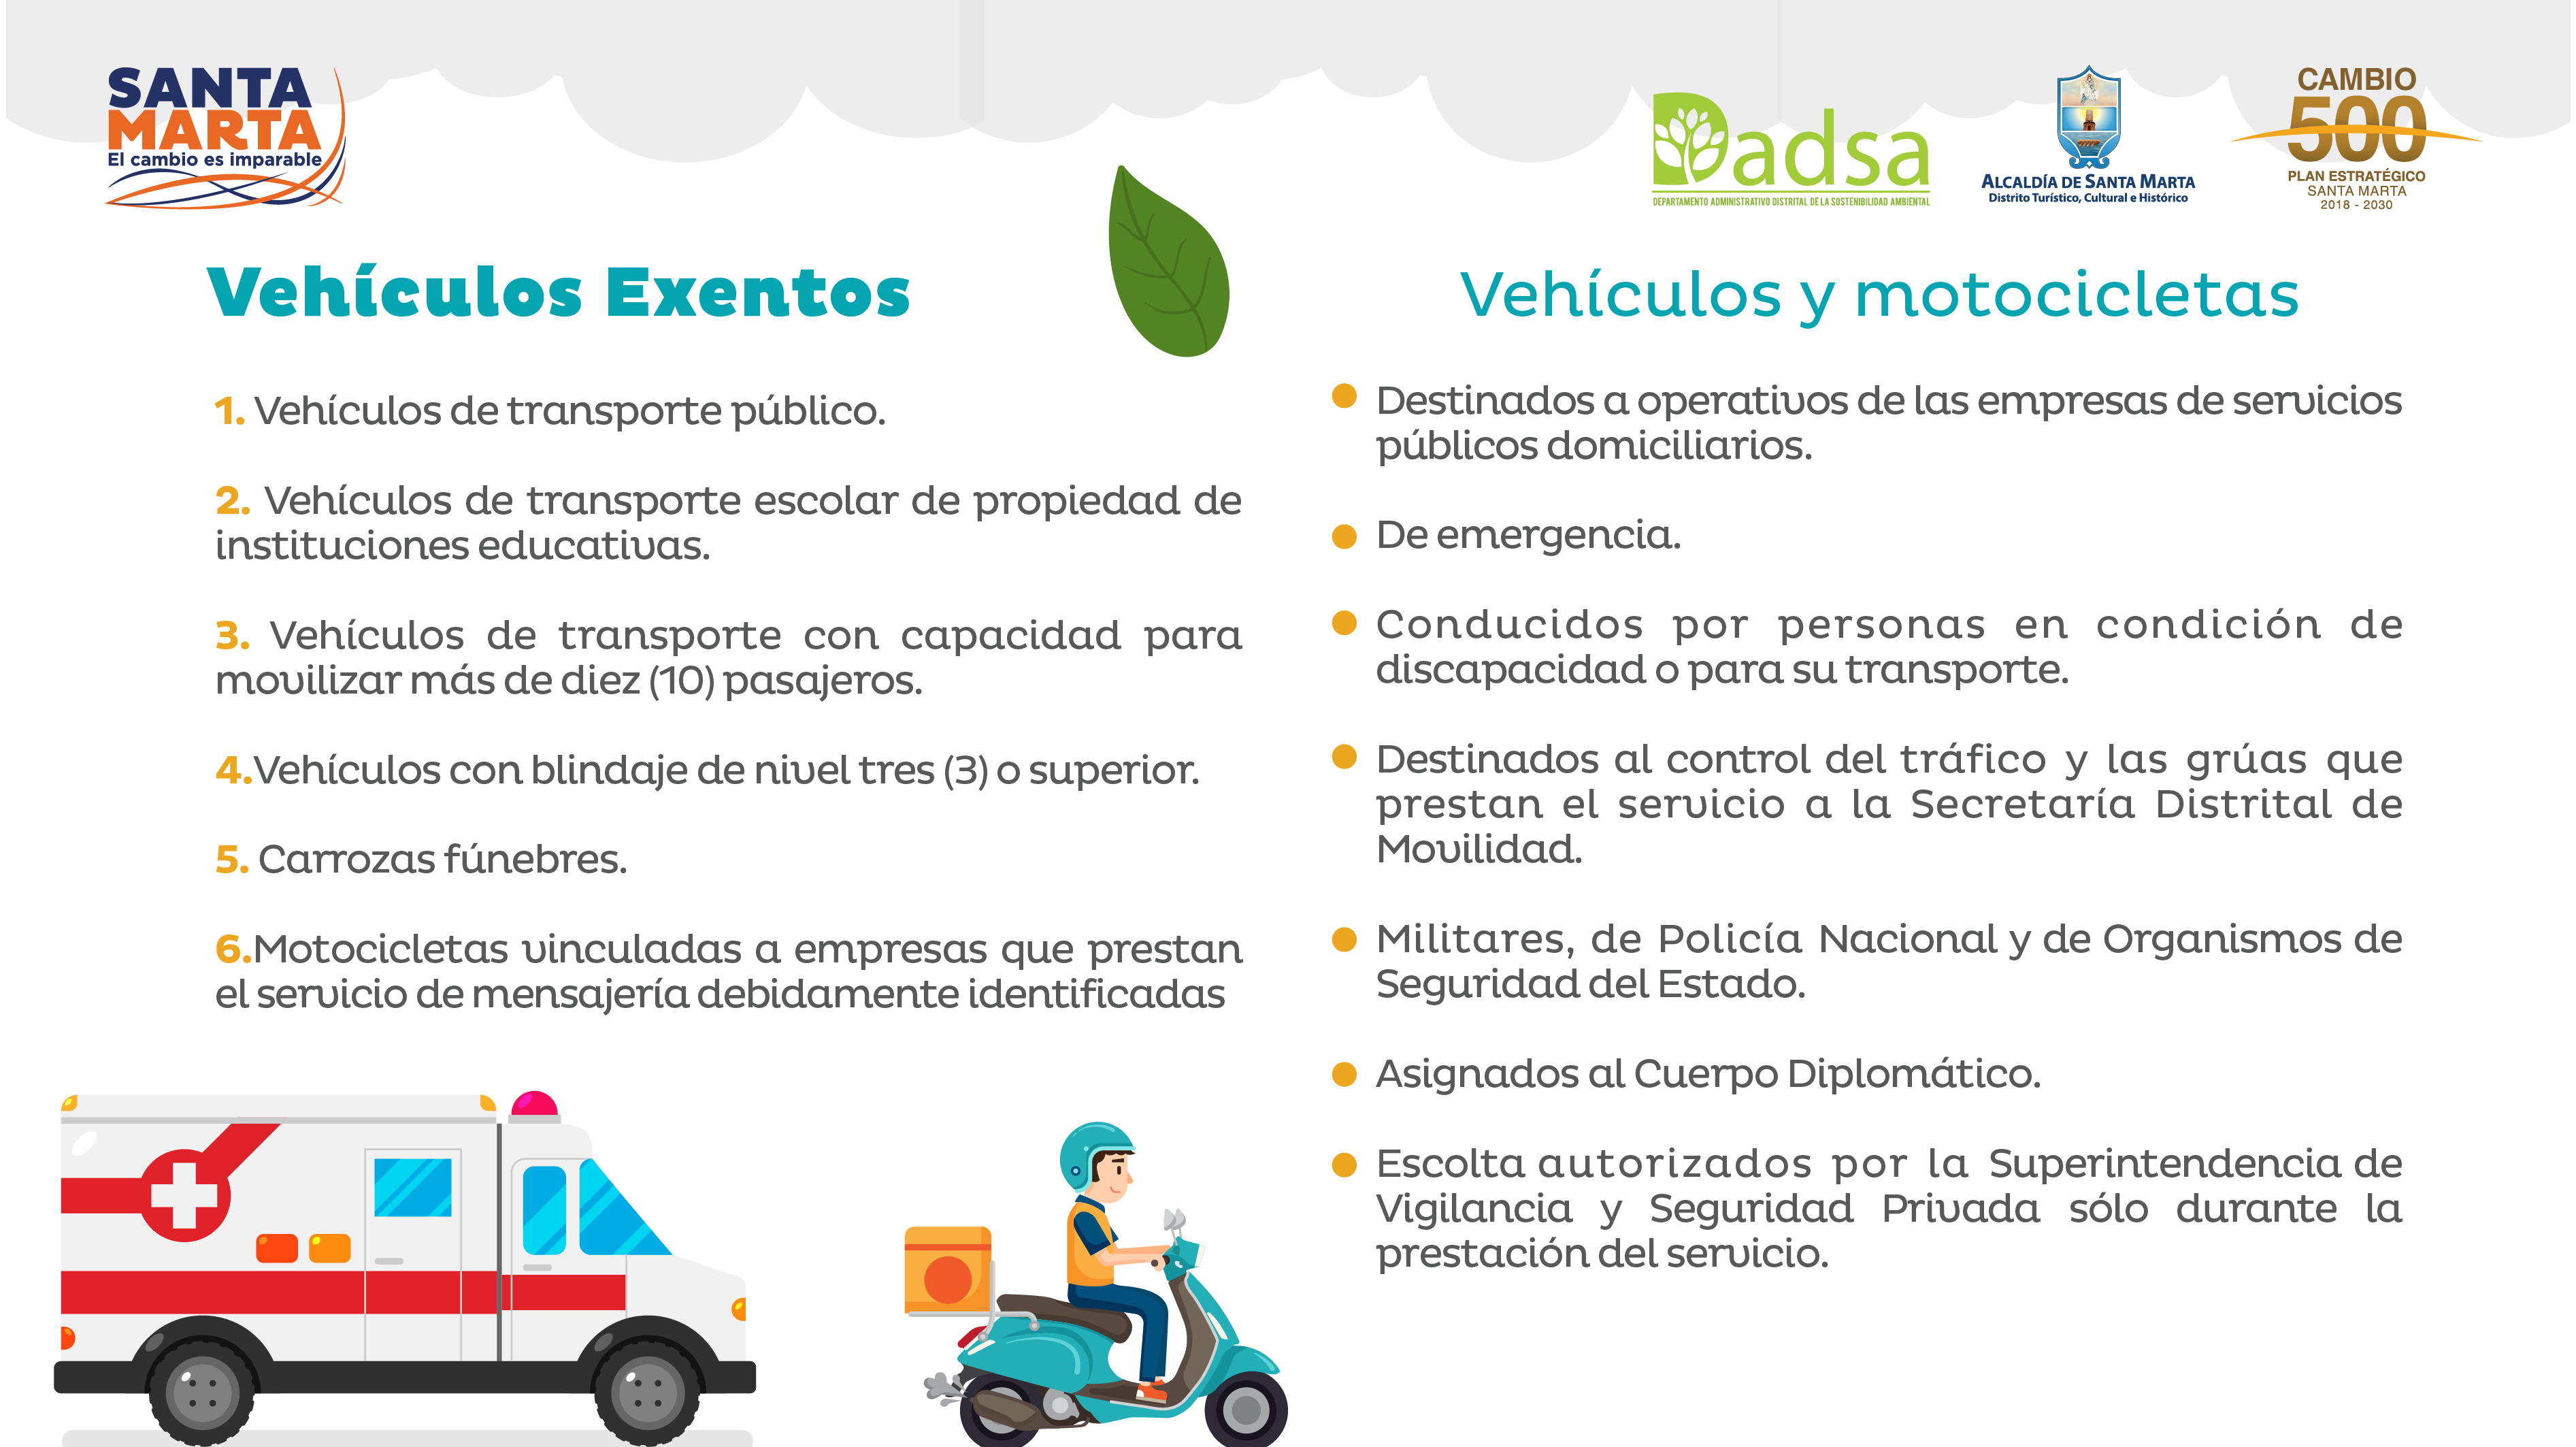 SANTA
MARTA
El cambio es imparable
Dadsa
DEPARTAMENTO ADMINISTRATIVO DISTRITAL DE LA SOSTENIBILIDAD AMBIENTAL
ALCALDÍA DE SANTA MARTA
Distrito Turístico, Cultural e Histórico
CAMBIO
500
PLAN ESTRATÉGICO
SANTA MARTA
2018 - 2030
Vehículos Exentos
1. Vehículos de transporte público.
2. Vehículos de transporte escolar de propiedad de
instituciones educativas.
3. Vehículos de transporte con capacidad para
movilizar más de diez (10) pasajeros.
4.Vehículos con blindaje de nivel tres (3) o superior.
5. Carrozas fúnebres.
6.Motocicletas vinculadas a empresas que prestan
el servicio de mensajería debidamente identificadas
Vehículos y motocicletas
Destinados a operativos de las empresas de servicios
públicos domiciliarios.
De emergencia.
Conducidos por personas en condición de
discapacidad o para su transporte.
Destinados al control del tráfico y las grúas que
prestan el servicio a la Secretaría Distrital de
Movilidad.
Militares, de Policía Nacional y de Organismos de
Seguridad del Estado.
Asignados al Cuerpo Diplomático.
Escolta autorizados por la Superintendencia de
Vigilancia y Seguridad Privada sólo durante la
prestación del servicio.